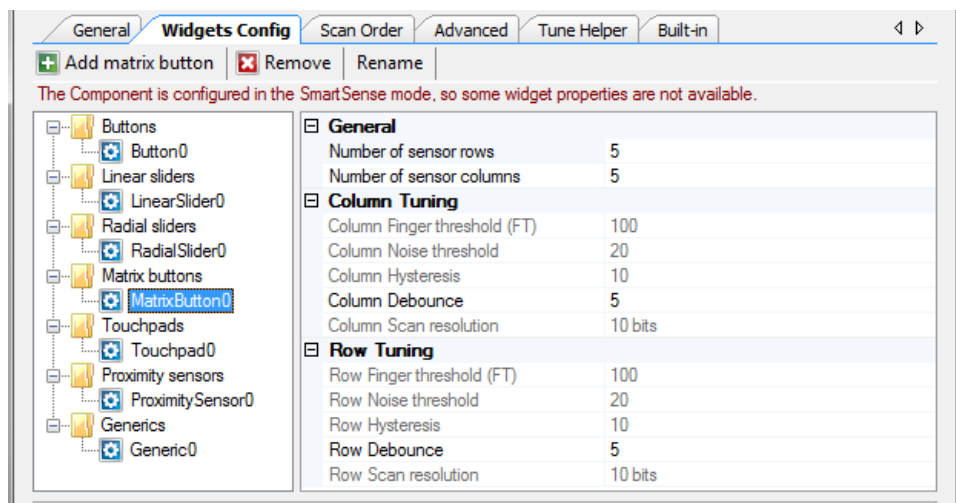 General Widgets Config Scan Order Advanced Tune Helper Built-in
Add matrix button Remove Rename
The Component is configured in the SmartSense mode, so some widget properties are not available.
Buttons
Button0
Linear sliders
LinearSlider0
Radial sliders
RadialSlider0
Matrix buttons
MatrixButton0
Touchpads
Touchpad0
Proximity sensors
ProximitySensor0
Generics
Generic0
General
Number of sensor rows 5
Number of sensor columns 5
Column Tuning
Column Finger threshold (FT) 100
Column Noise threshold 20
Column Hysteresis 10
Column Debounce 5
Column Scan resolution 10 bits
Row Tuning
Row Finger threshold (FT) 100
Row Noise threshold 20
Row Hysteresis 10
Row Debounce 5
Row Scan resolution 10 bits